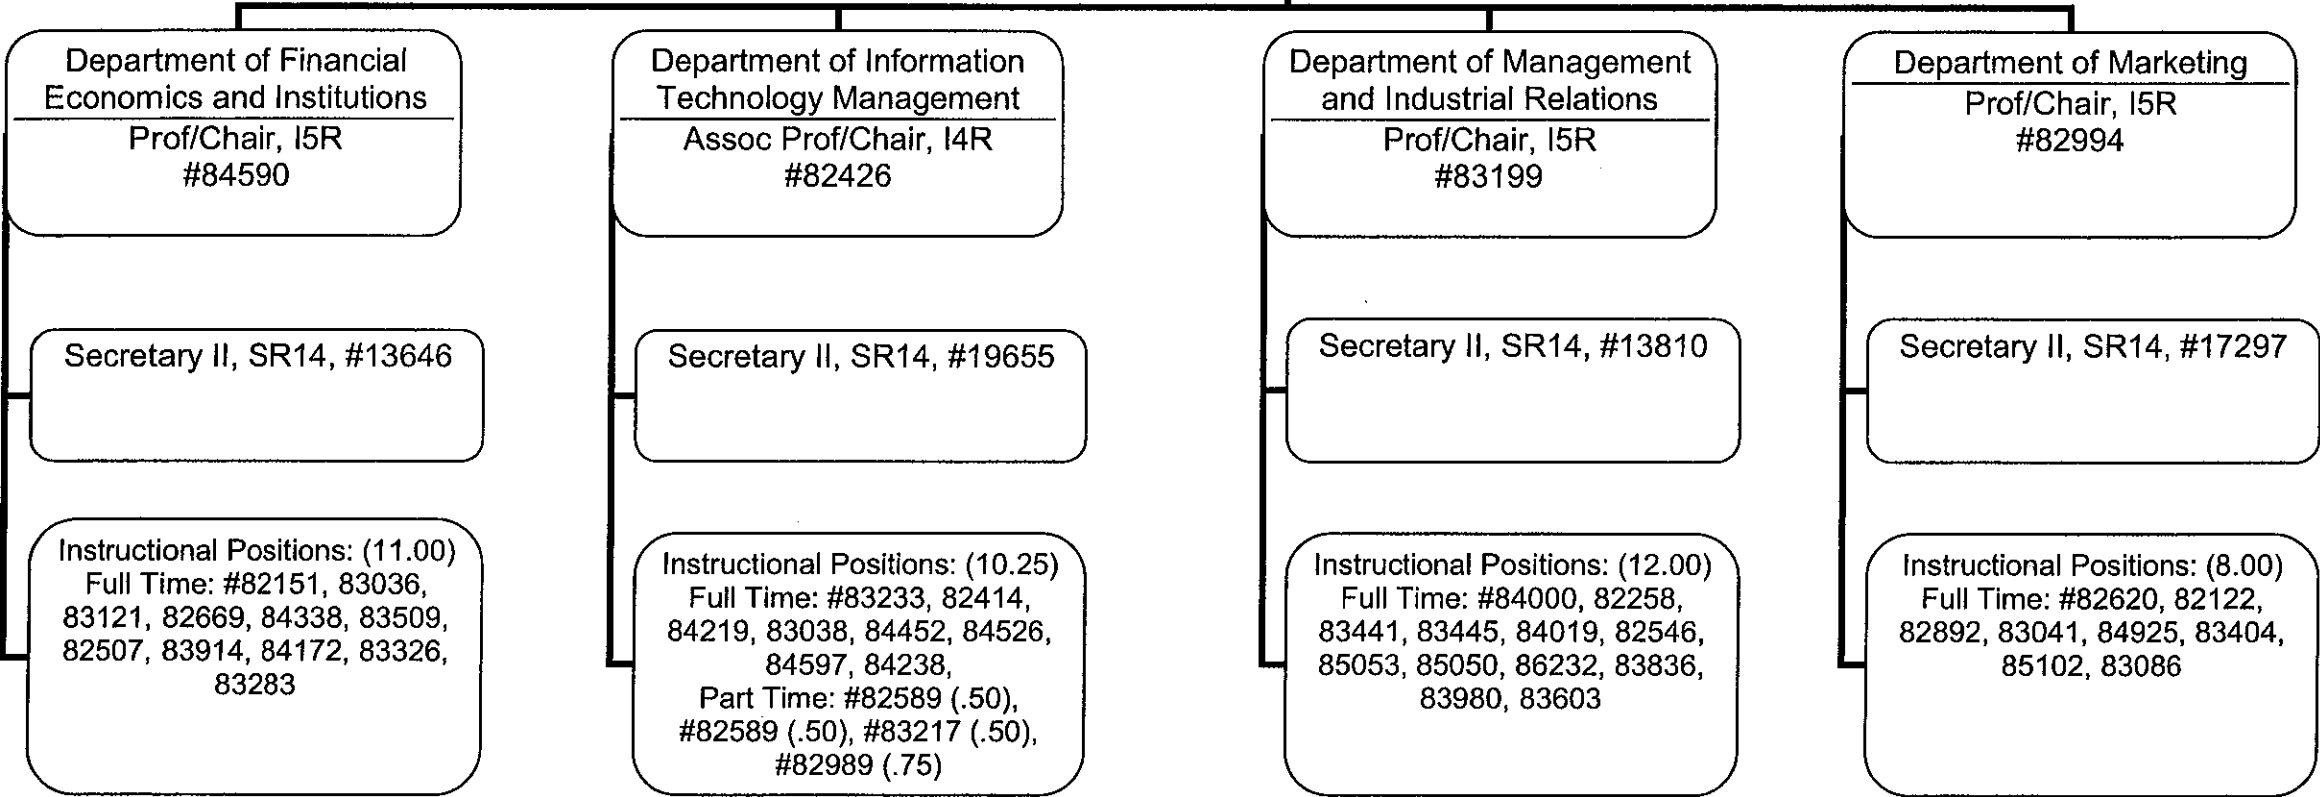 Department of Financial
Economics and Institutions
Prof/Chair, I5R
#84590
Secretary II, SR14, #13646
Instructional Positions: (11.00)
Full Time: #82151, 83036,
83121, 82669, 84338, 83509,
82507, 83914, 84172, 83326,
83283
Department of Information
Technology Management
Assoc Prof/Chair, I4R
#82426
Secretary II, SR14, #19655
Instructional Positions: (10.25)
Full Time: #83233, 82414,
84219, 83038, 84452, 84526,
84597, 84238,
Part Time: #82589 (.50),
#82589 (.50), #83217 (.50),
#82989 (.75)
Department of Management
and Industrial Relations
Prof/Chair, I5R
#83199
Secretary II, SR14, #13810
Instructional Positions: (12.00)
Full Time: #84000, 82258,
83441, 83445, 84019, 82546,
85053, 85050, 86232, 83836,
83980, 83603
Department of Marketing
Prof/Chair, I5R
#82994
Secretary II, SR14, #17297
Instructional Positions: (8.00)
Full Time: #82620, 82122,
82892, 83041, 84925, 83404,
85102, 83086